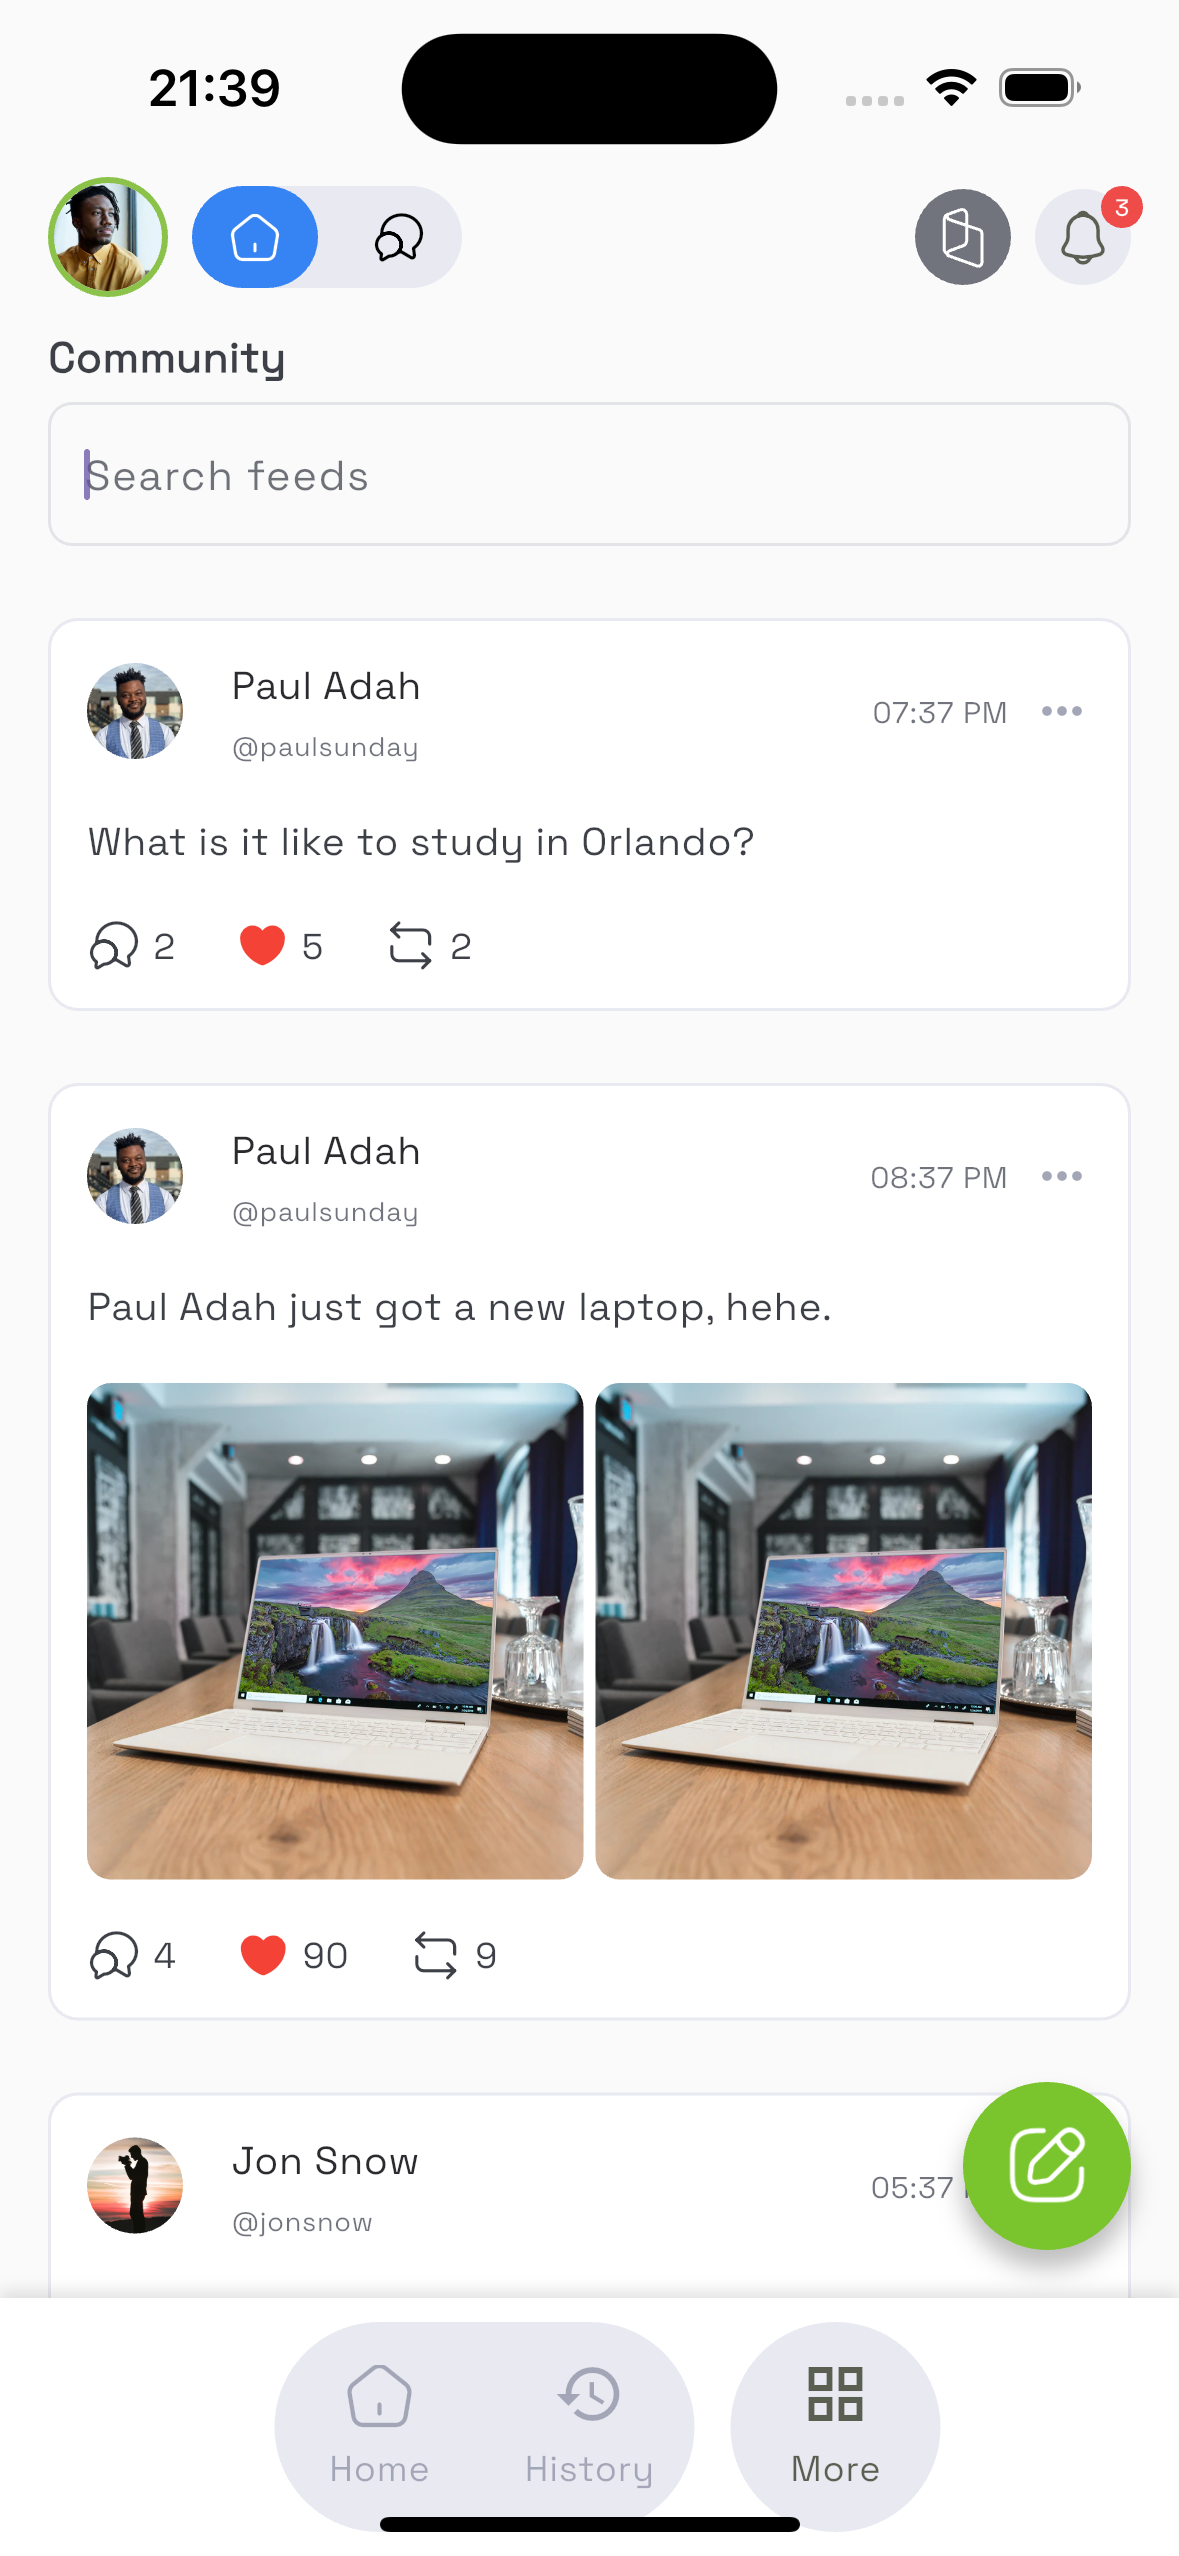 21:39
3
Community
Search feeds
Paul Adah
@paulsunday
07:37 PM
What is it like to study in Orlando?
2
5
2
Paul Adah
@paulsunday
08:37 PM
Paul Adah just got a new laptop, hehe.
4
90
9
Jon Snow
@jonsnow
05:37
Home
History
More